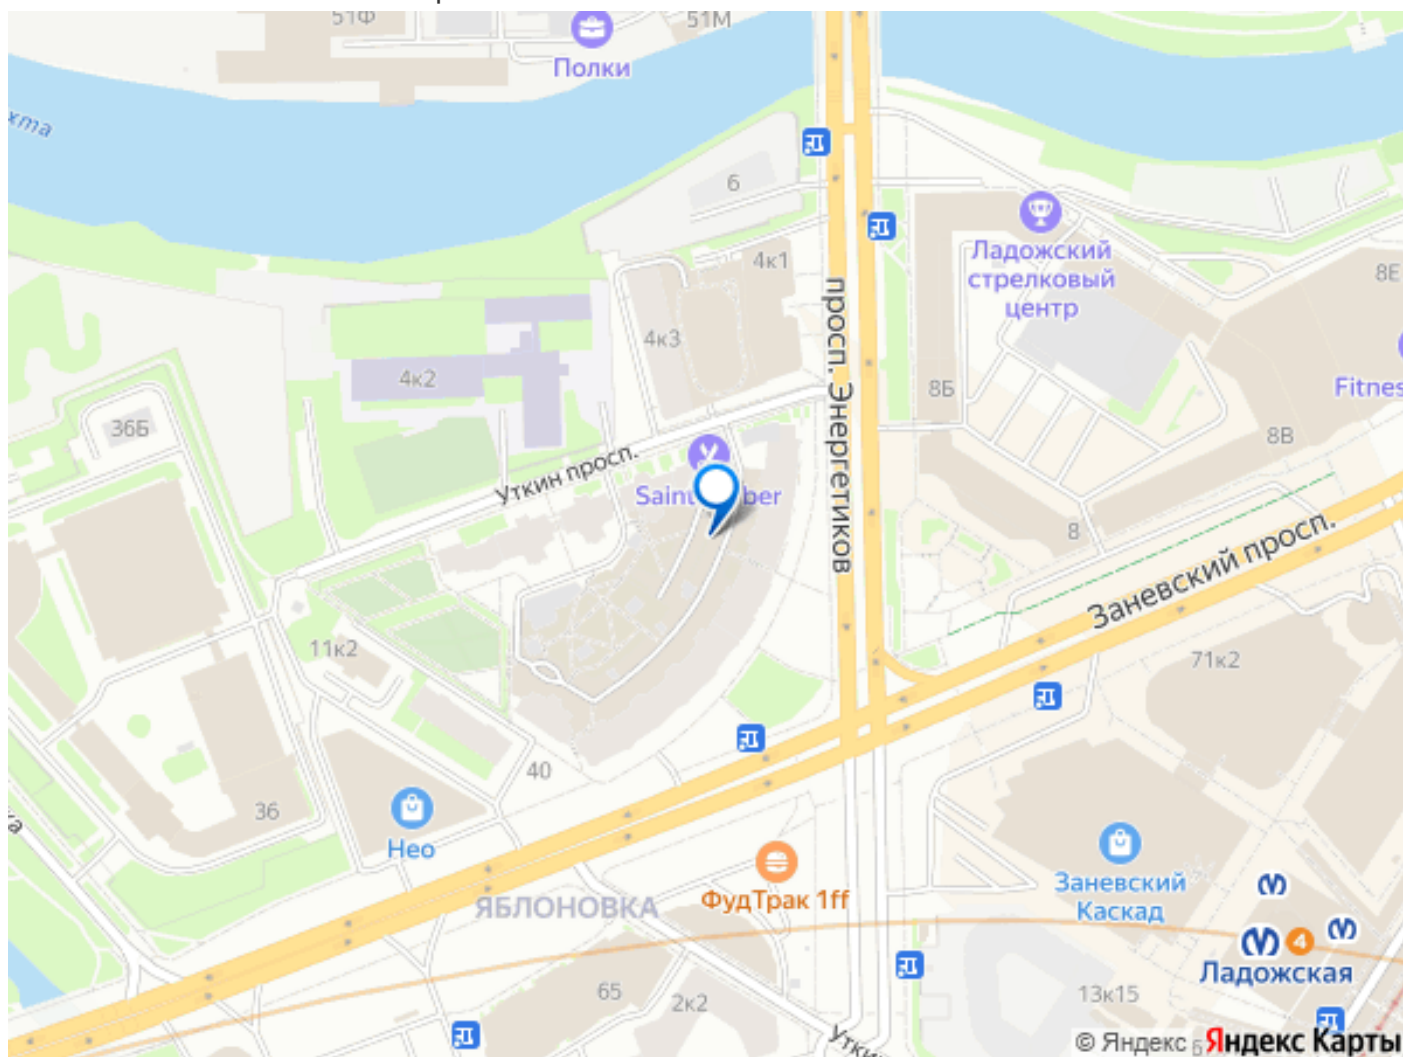 51Ф
51М
Полки
хта
6
Ладожский
стрелковый
центр
4к1
8Е
4к3
просп. Энергетиков
4к2
8Б
Fitnes
36Б
8В
Уткин просп.
8
Заневский просп.
11к2
71к2
40
36
Нео
ФудТрак 1ff
Заневский
Каскад
ЯБЛОНОВКА
4
Ладожская
65
2к2
13к15
© Яндекс
Яндекс Карты